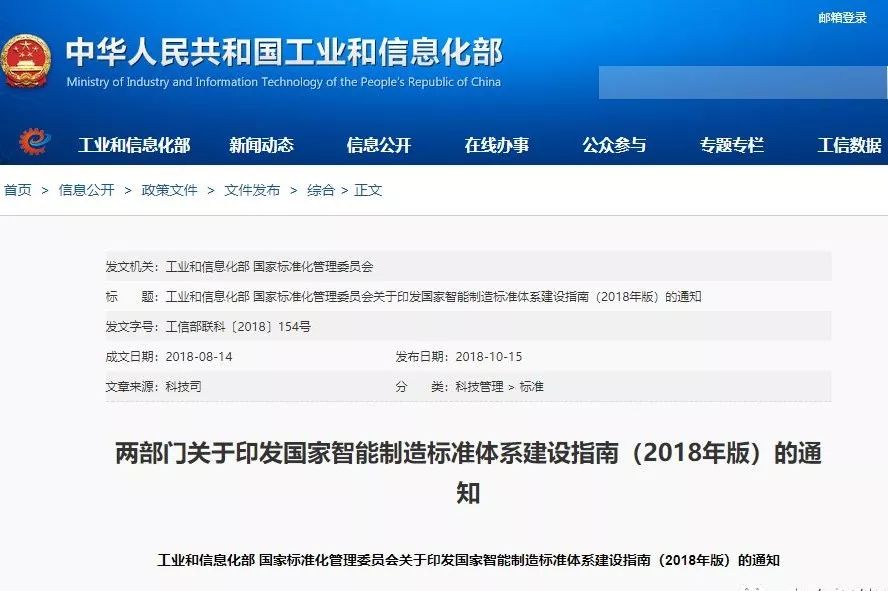 邮箱登录
中华人民共和国工业和信息化部
Ministry of Industry and Information Technology of the People's Republic of China
工业和信息化部 新闻动态 信息公开 在线办事 公众参与 专题专栏 工信数据
首页 > 信息公开 > 政策文件 > 文件发布 > 综合 > 正文
发文机关：工业和信息化部 国家标准化管理委员会
标 题：工业和信息化部 国家标准化管理委员会关于印发国家智能制造标准体系建设指南（2018年版）的通知
发文字号：工信部联科〔2018〕154号
成文日期：2018-08-14 发布日期：2018-10-15
文章来源：科技司 分 类：科技管理 > 标准
两部门关于印发国家智能制造标准体系建设指南（2018年版）的通
知
工业和信息化部 国家标准化管理委员会关于印发国家智能制造标准体系建设指南（2018年版）的通知